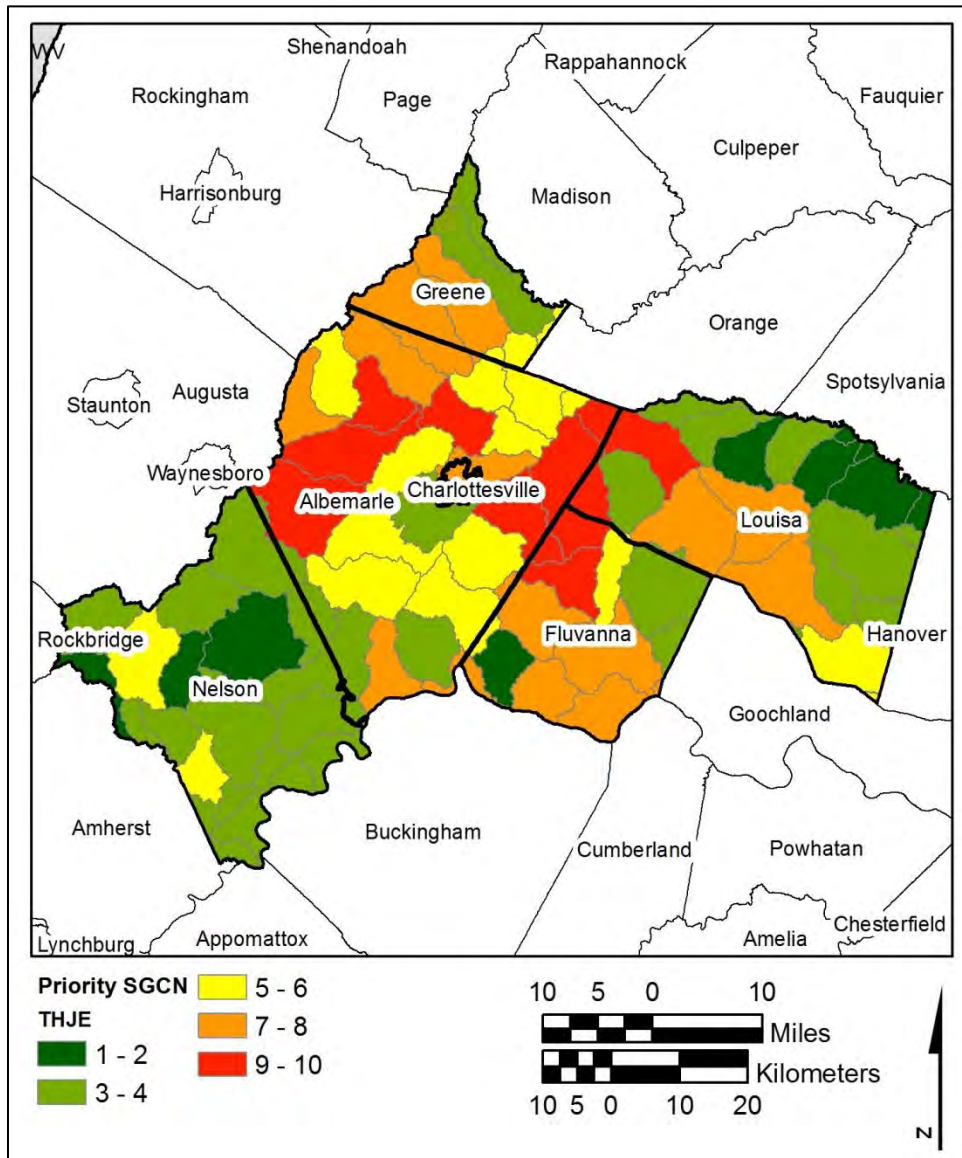 WV
Shenandoah
Rappahannock
Rockingham
Page
Fauquier
Culpeper
Harrisonburg
Madison
Greene
Orange
Spotsylvania
Staunton
Augusta
Waynesboro
Albemarle
Charlottesville
Louisa
Rockbridge
Fluvanna
Hanover
Nelson
Goochland
Amherst
Buckingham
Cumberland
Powhatan
Chesterfield
Lynchburg
Appomattox
Amelia
Priority SGCN
THJE
1 - 2
3 - 4
5 - 6
7 - 8
9 - 10
10 5 0 10
Miles
Kilometers
10 5 0 10 20
N